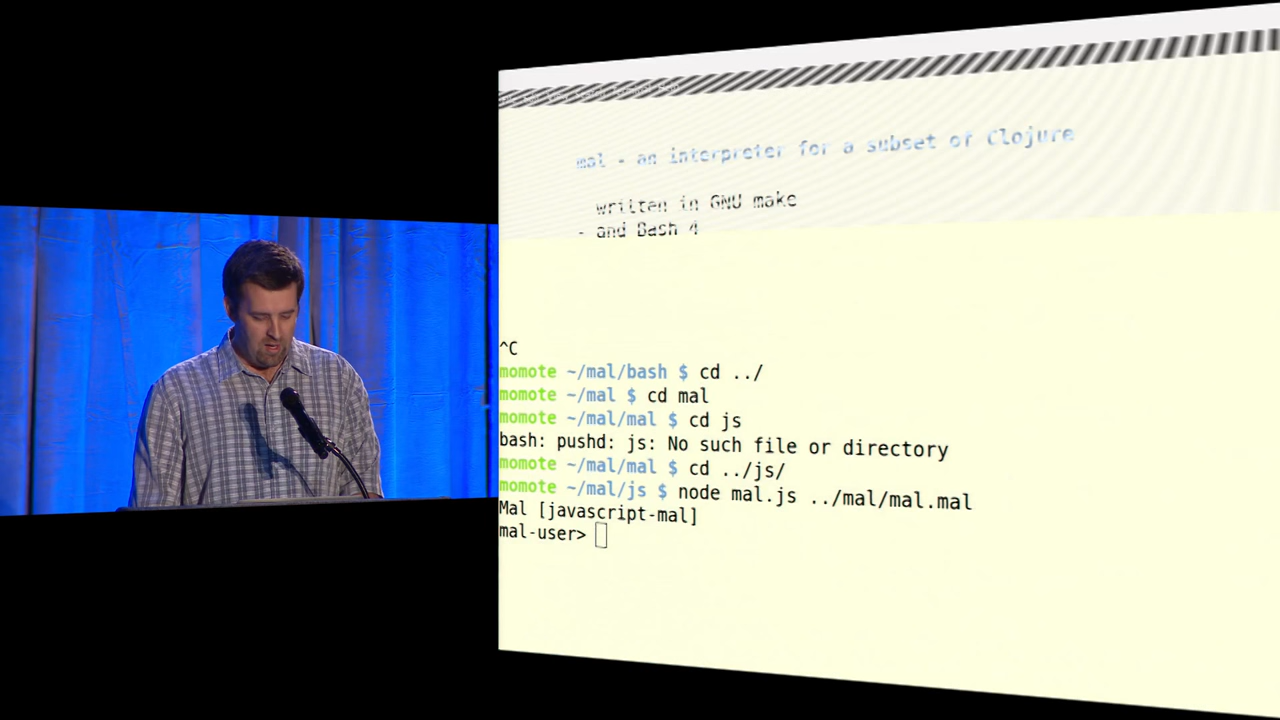 mal - an interpreter for a subset of Clojure
written in GNU make
- and Bash 4
^C
momote ~/mal/bash $ cd ../
momote ~/mal $ cd mal
momote ~/mal/mal $ cd js
bash: pushd: js: No such file or directory
momote ~/mal/mal $ cd ../js/
momote ~/mal/js $ node mal.js ../mal/mal.mal
Mal [javascript-mal]
mal-user>